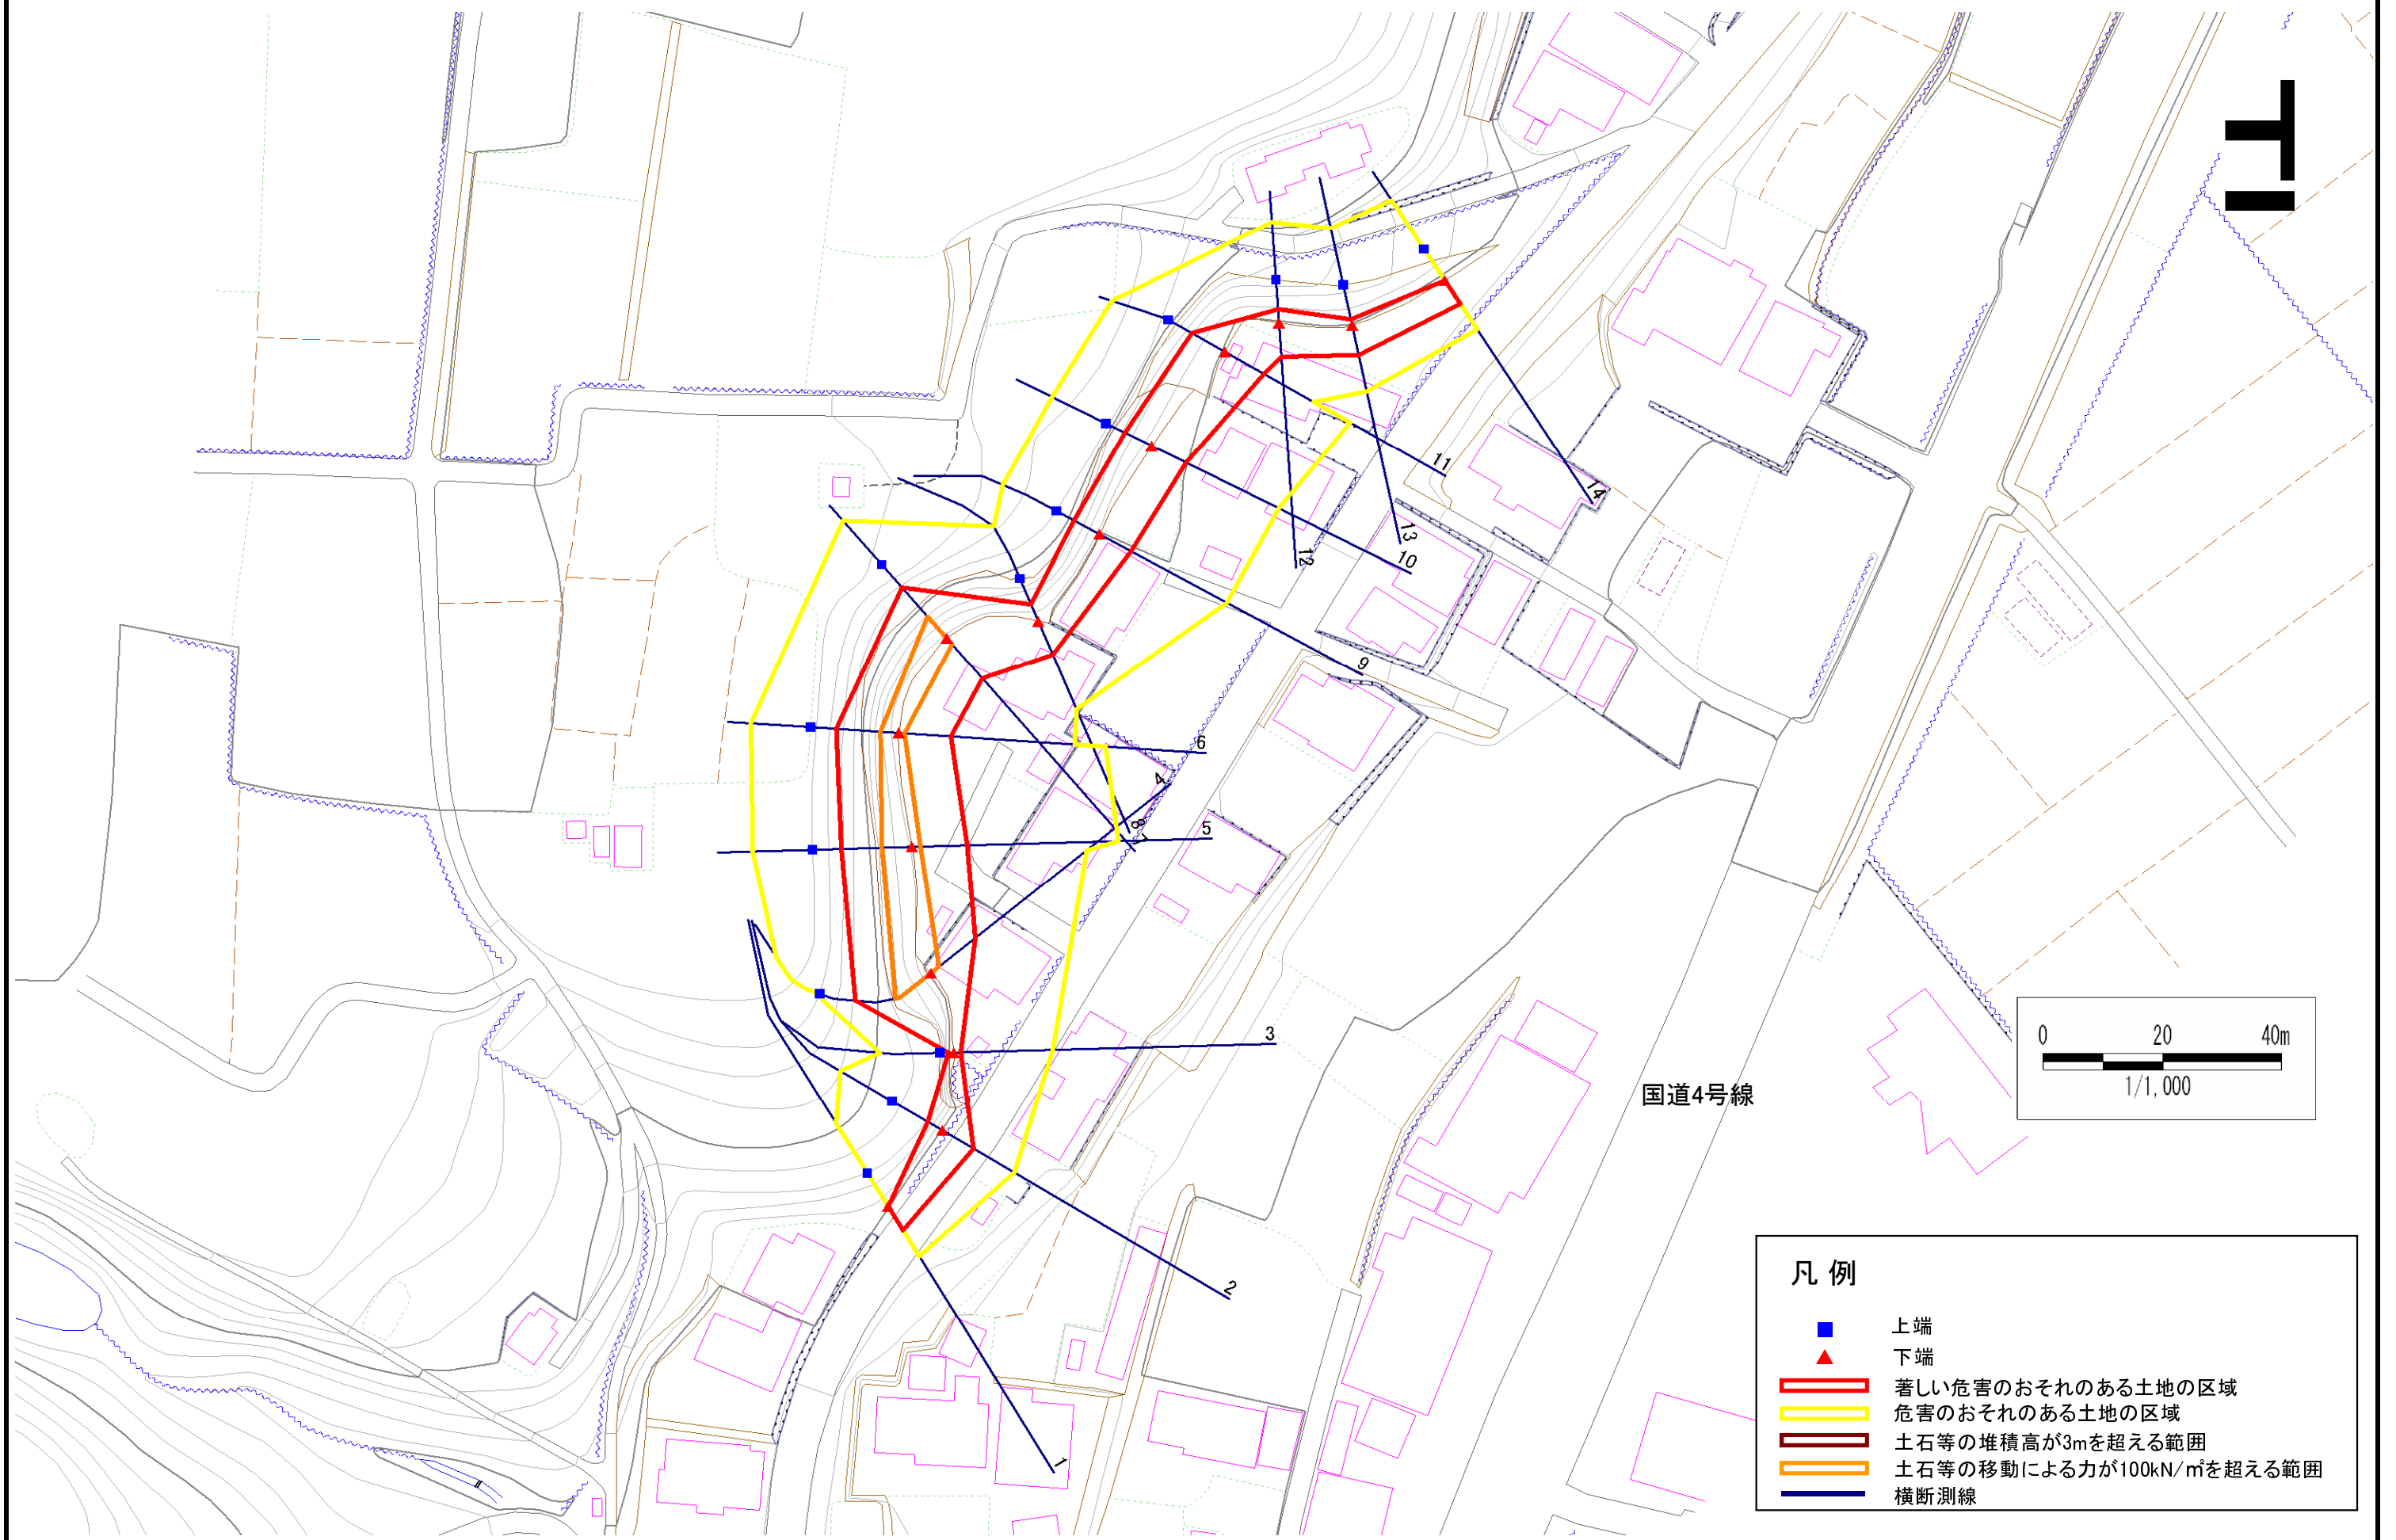 14
11
13
12
10
9
6
4
5
8
7
3
2
1
国道4号線
0 20 40m
1/1,000
凡例
上端
下端
著しい危害のおそれのある土地の区域
危害のおそれのある土地の区域
土石等の堆積高が3mを超える範囲
土石等の移動による力が100kN/㎡を超える範囲
横断測線